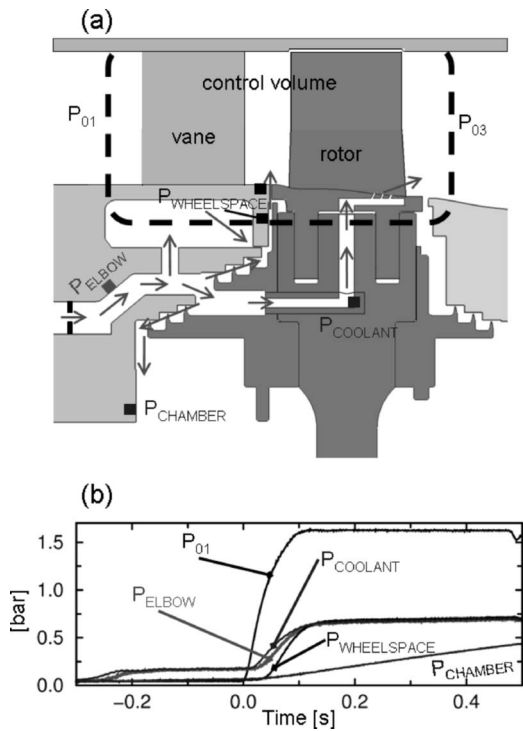 (a)
control volume
P01
P03
vane
rotor
PWHEELSPACE
PELBOW
PCOOLANT
PCHAMBER
(b)
1.5
P01
PCOOLANT
1.0
[bar]
PELBOW
0.5
PWHEELSPACE
PCHAMBER
0.0
−0.2 0.0 0.2 0.4
Time [s]